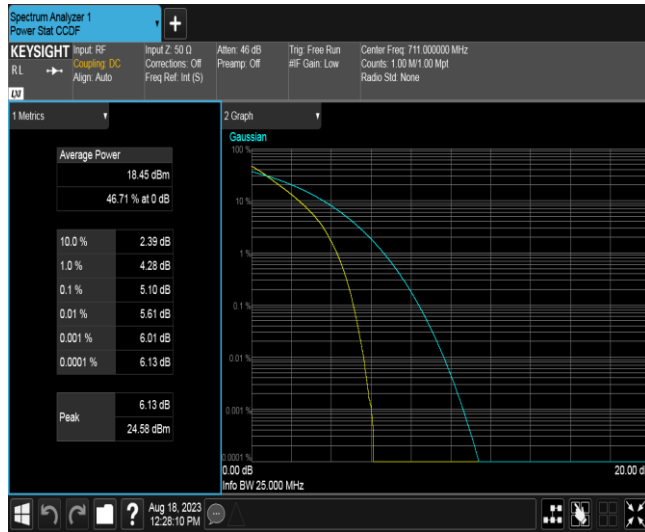 Spectrum Analyzer 1
Power Stat CCDF
+
KEYSIGHT
RL
LXI
Input: RF
Coupling: DC
Align: Auto
Input Z: 50 Ω
Corrections: Off
Freq Ref: Int (S)
Atten: 46 dB
Preamp: Off
Trig: Free Run
#IF Gain: Low
Center Freq: 711.000000 MHz
Counts: 1.00 M/1.00 Mpt
Radio Std: None
1 Metrics
Average Power
18.45 dBm
46.71 % at 0 dB
10.0 % 2.39 dB
1.0 % 4.28 dB
0.1 % 5.10 dB
0.01 % 5.61 dB
0.001 % 6.01 dB
0.0001 % 6.13 dB
Peak
6.13 dB
24.58 dBm
2 Graph
Gaussian
100 %
10 %
1 %
0.1 %
0.01 %
0.001 %
0.0001 %
0.00 dB
20.00 d
Info BW 25.000 MHz
?
Aug 18, 2023
12:28:10 PM